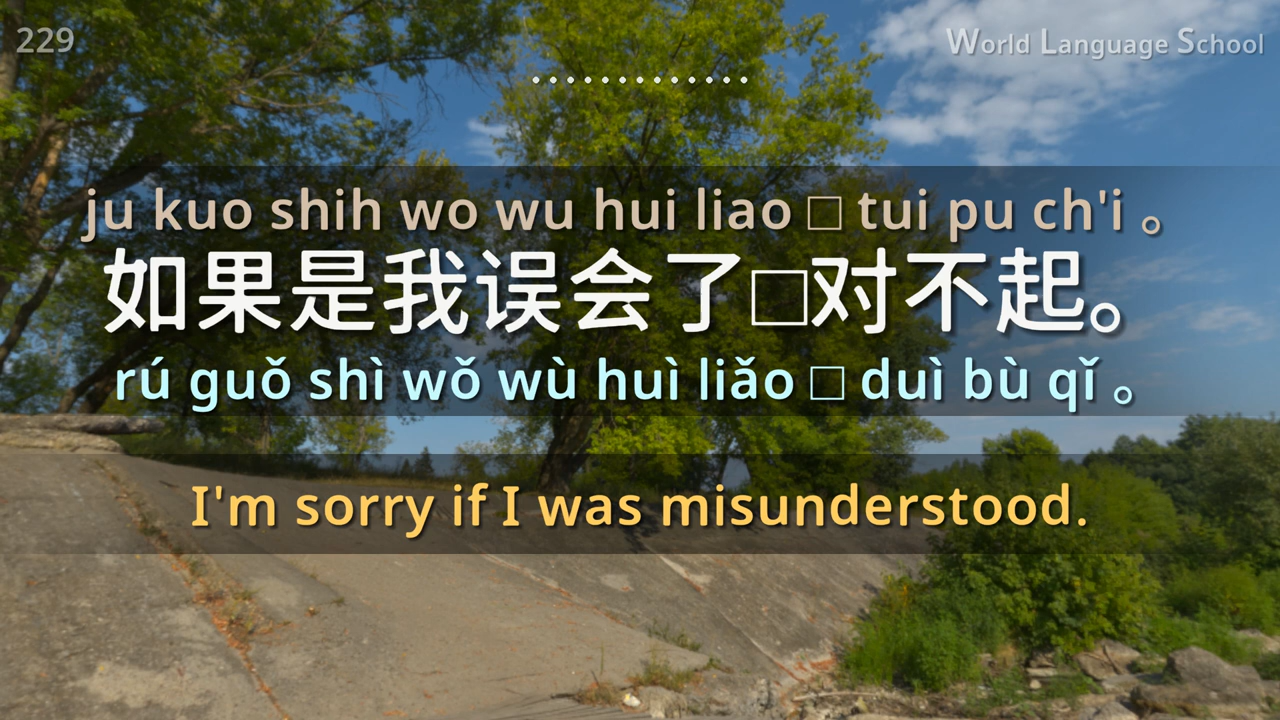 229
World Language School
.............
ju kuo shih wo wu hui liao □ tui pu ch'i 。
如果是我误会了□对不起。
rú guǒ shì wǒ wù huì liǎo □ duì bù qǐ 。
I'm sorry if I was misunderstood.